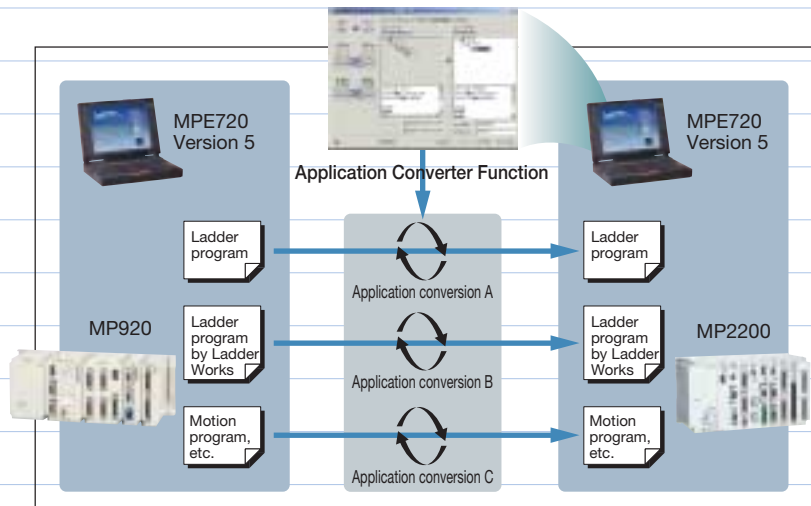 MPE720
Version 5
Application Converter Function
MPE720
Version 5
Ladder
program
Application conversion A
Ladder
program
MP920
Ladder
program
by Ladder
Works
Application conversion B
Ladder
program
by Ladder
Works
MP2200
Motion
program,
etc.
Application conversion C
Motion
program,
etc.